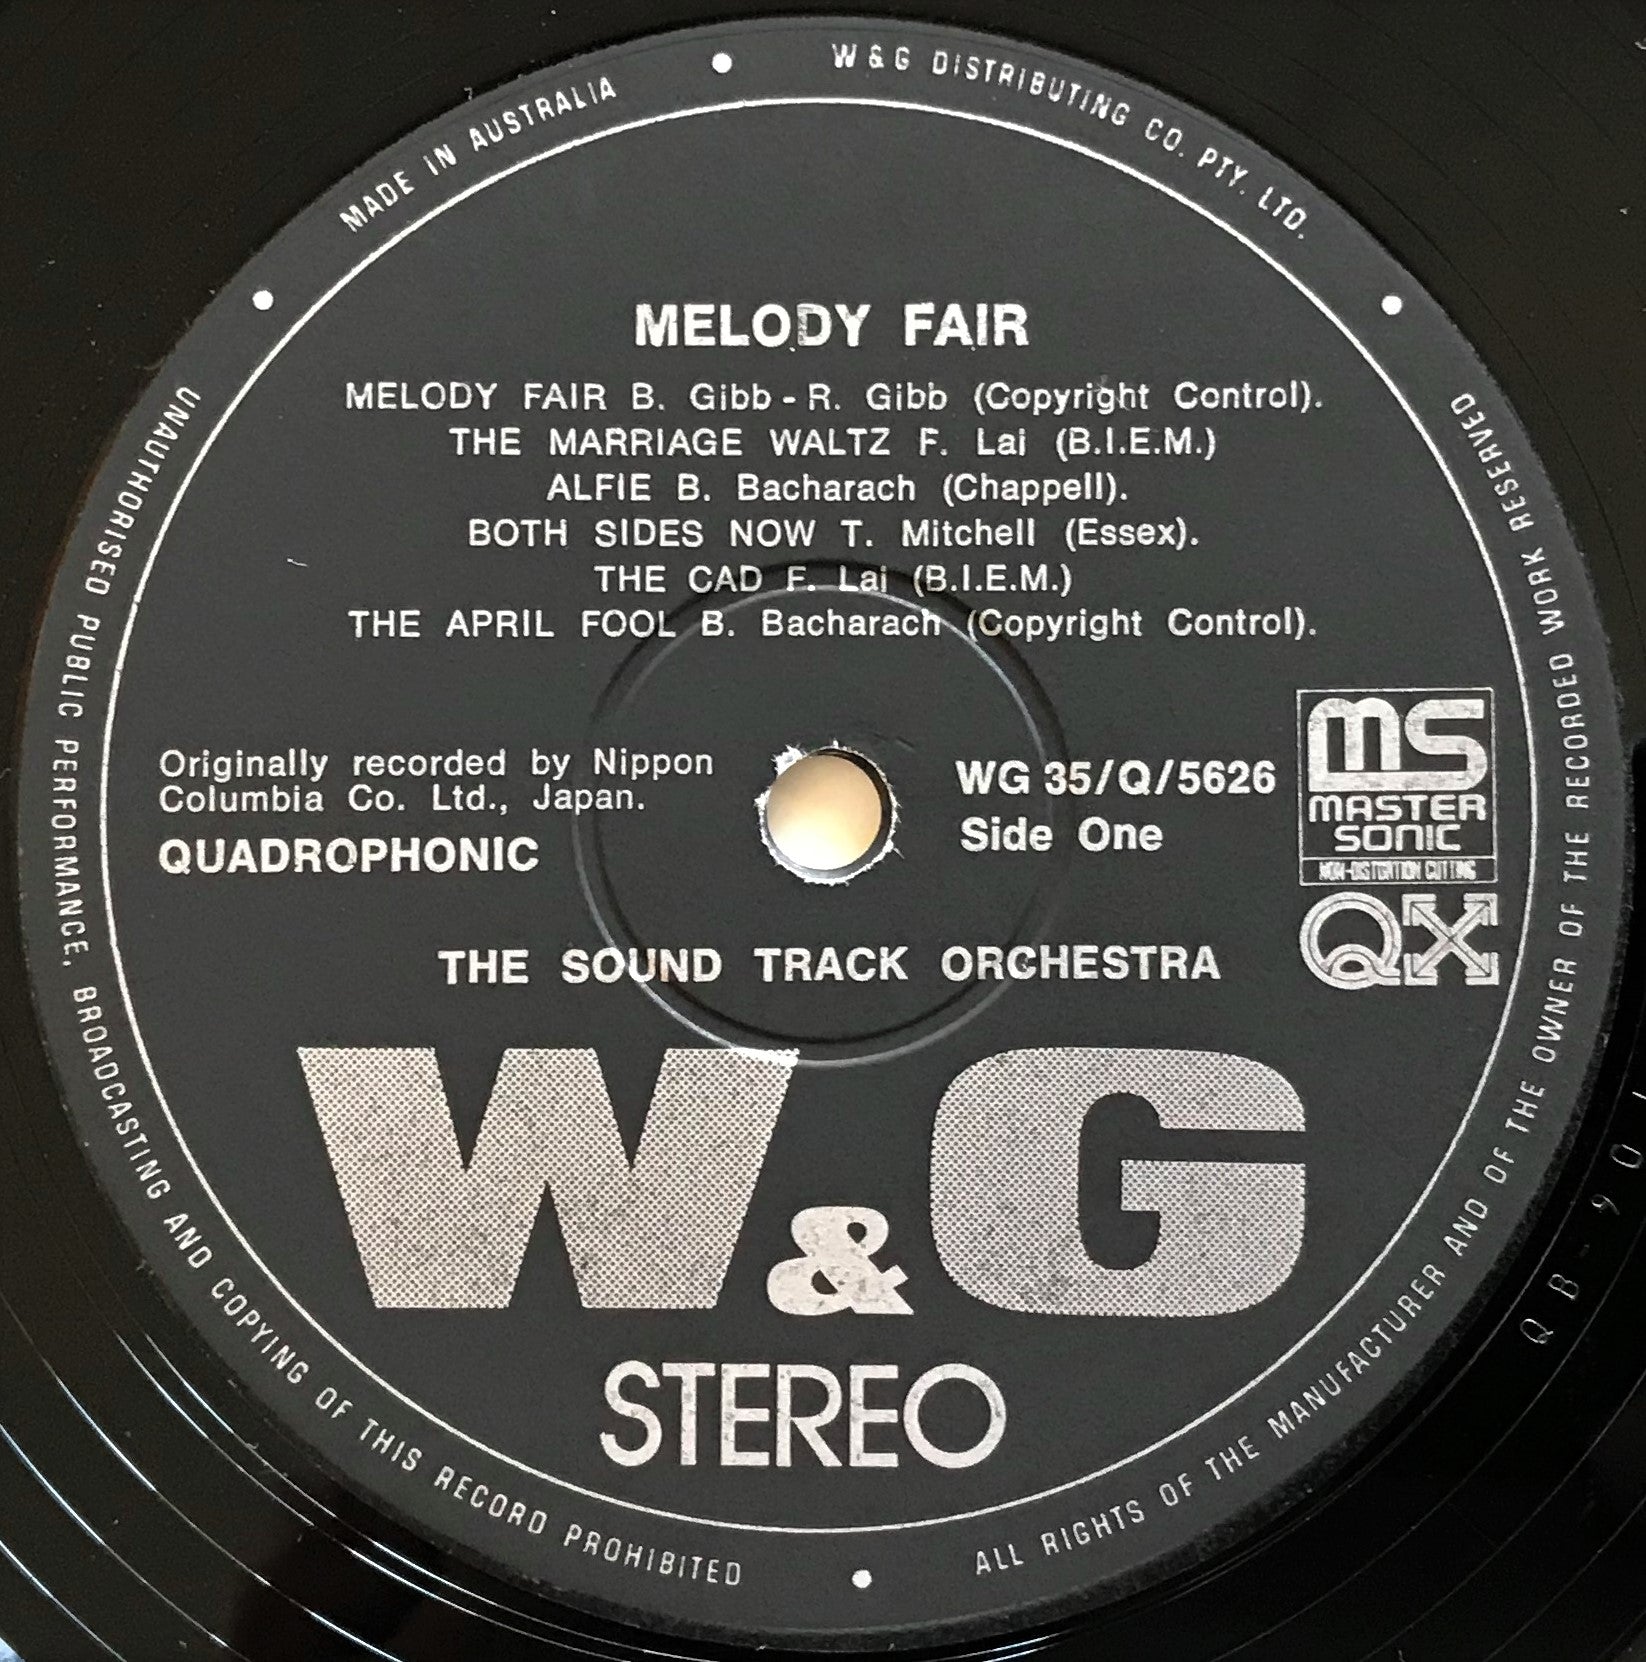 MADE IN AUSTRALIA
W & G DISTRIBUTING CO. PTY. LTD.
MELODY FAIR
MELODY FAIR B. Gibb - R. Gibb (Copyright Control).
THE MARRIAGE WALTZ F. Lai (B.I.E.M.)
ALFIE B. Bacharach (Chappell).
BOTH SIDES NOW T. Mitchell (Essex).
THE CAD F. Lai (B.I.E.M.)
THE APRIL FOOL B. Bacharach (Copyright Control).
Originally recorded by Nippon
Columbia Co. Ltd., Japan.
QUADROPHONIC
WG 35/Q/5626
Side One
MS
MASTER
SONIC
NON-DISTORTION CUTTING
QX
THE SOUND TRACK ORCHESTRA
W&G
STEREO
UNAUTHORISED PUBLIC PERFORMANCE, BROADCASTING AND COPYING OF THIS RECORD PROHIBITED
ALL RIGHTS OF THE MANUFACTURER AND OF THE OWNER OF THE RECORDED WORK RESERVED